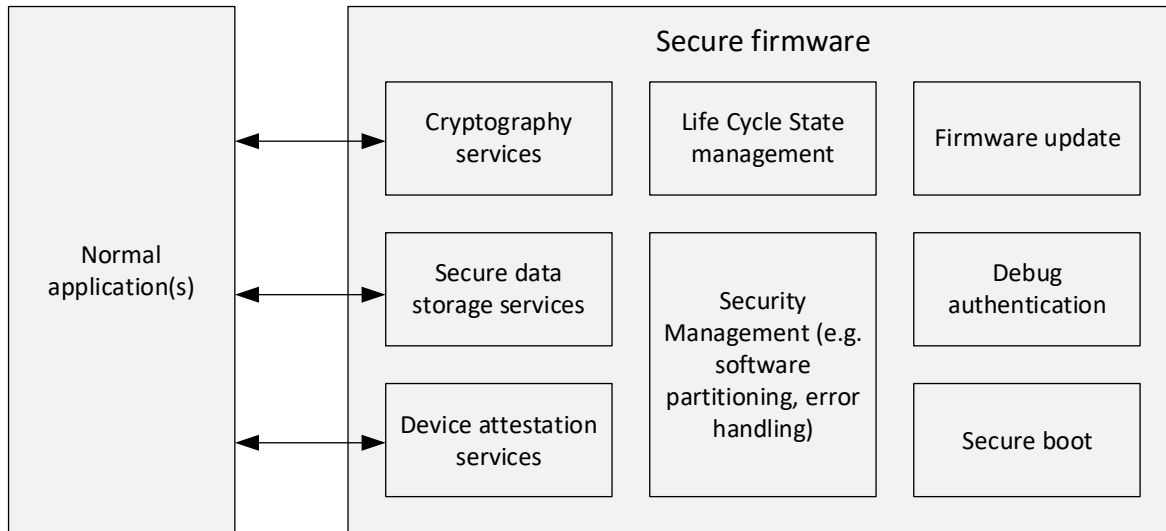 Secure firmware
Normal
application(s)
Cryptography
services
Life Cycle State
management
Firmware update
Secure data
storage services
Security
Management (e.g.
software
partitioning, error
handling)
Debug
authentication
Device attestation
services
Secure boot